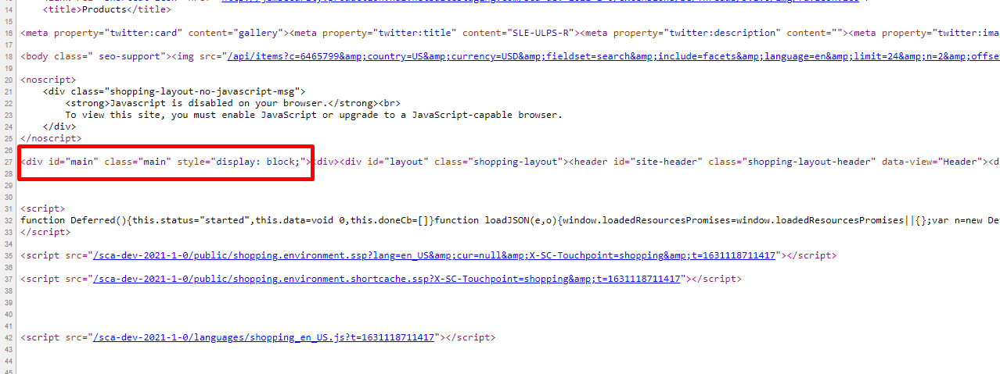 14 <title>Products</title>
15
16 <meta property="twitter:card" content="gallery"><meta property="twitter:title" content="SLE-ULPS-R"><meta property="twitter:description" content=""><meta property="twitter:ima
17
18 <body class=" seo-support"><img src="/api/items?c=6465799&amp;country=US&amp;currency=USD&amp;fieldset=search&amp;include=facets&amp;language=en&amp;limit=24&amp;n=2&amp;offset
19
20 <noscript>
21 <div class="shopping-layout-no-javascript-msg">
22 <strong>Javascript is disabled on your browser.</strong><br>
23 To view this site, you must enable JavaScript or upgrade to a JavaScript-capable browser.
24 </div>
25 </noscript>
26
27 <div id="main" class="main" style="display: block;"><div><div id="layout" class="shopping-layout"><header id="site-header" class="shopping-layout-header" data-view="Header"><d
28
29
30
31 <script>
32 function Deferred(){this.status="started",this.data=void 0,this.doneCb=[]}function loadJSON(e,o){window.loadedResourcesPromises=window.loadedResourcesPromises||{};var n=new De
33 </script>
34
35 <script src="/sca-dev-2021-1-0/public/shopping.environment.ssp?lang=en_US&amp;cur=null&amp;X-SC-Touchpoint=shopping&amp;t=1631118711417"></script>
36
37 <script src="/sca-dev-2021-1-0/public/shopping.environment.shortcache.ssp?X-SC-Touchpoint=shopping&amp;t=1631118711417"></script>
38
39
40
41
42 <script src="/sca-dev-2021-1-0/languages/shopping_en_US.js?t=1631118711417"></script>
43
44
45